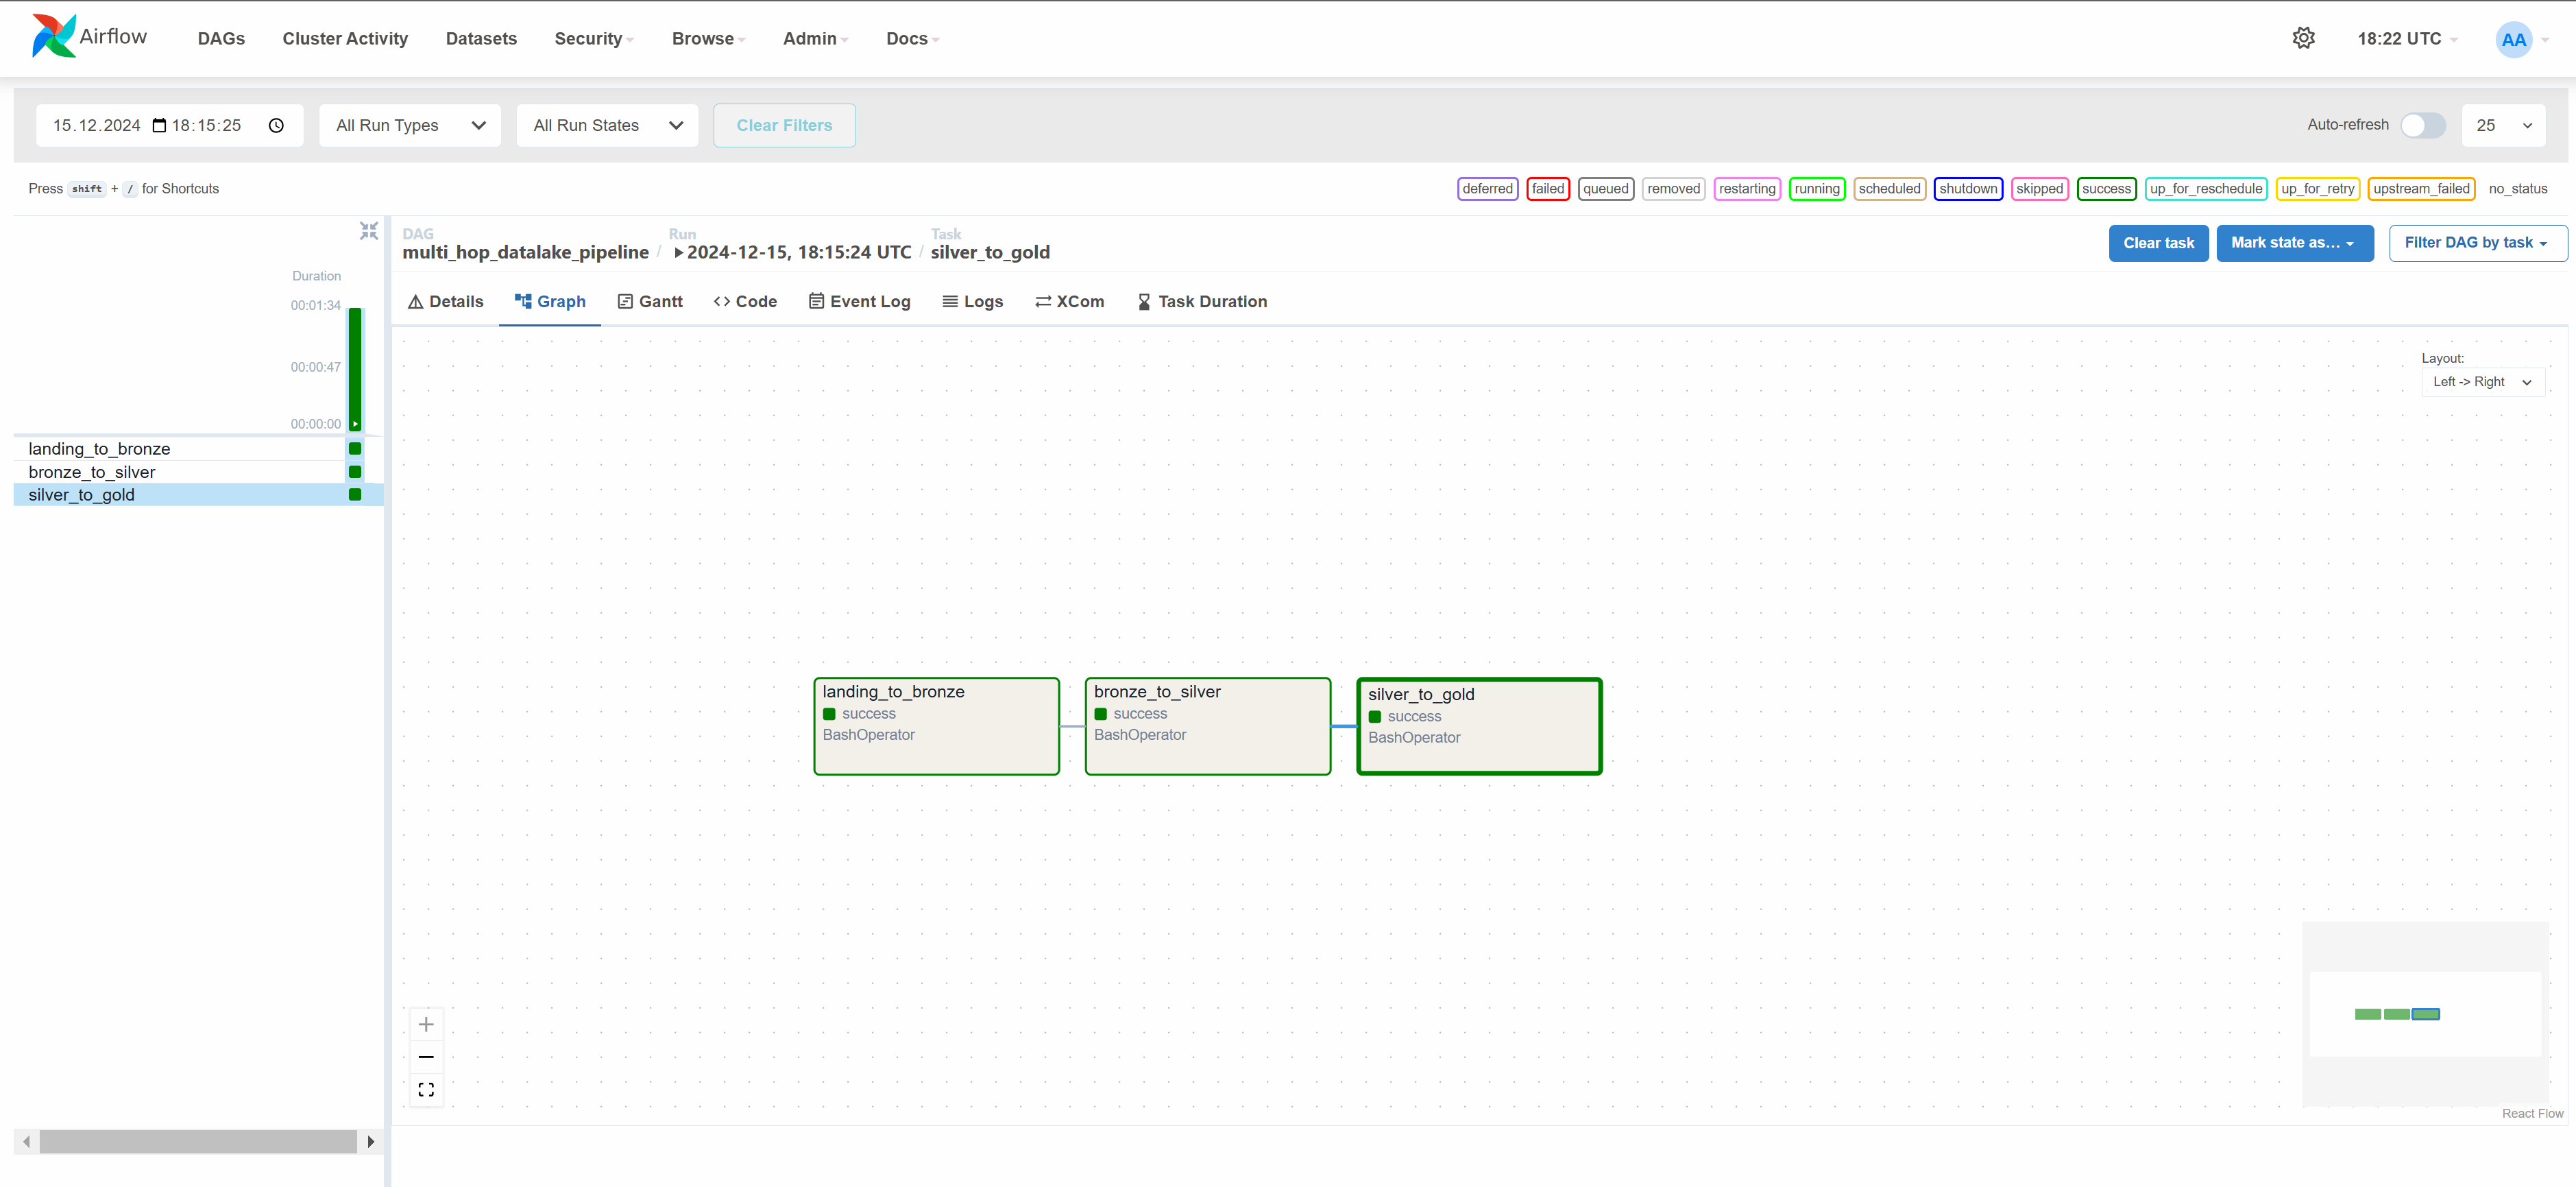 Airflow DAGs Cluster Activity Datasets Security Browse Admin Docs 18:22 UTC AA
15.12.2024 18:15:25 All Run Types All Run States Clear Filters Auto-refresh 25
Press shift + / for Shortcuts deferred failed queued removed restarting running scheduled shutdown skipped success up_for_reschedule up_for_retry upstream_failed no_status
DAG Run Task
multi_hop_datalake_pipeline / 2024-12-15, 18:15:24 UTC / silver_to_gold
Clear task Mark state as... Filter DAG by task
Details Graph Gantt Code Event Log Logs XCom Task Duration
Duration
00:01:34
00:00:47
00:00:00
landing_to_bronze
bronze_to_silver
silver_to_gold
Layout:
Left -> Right
landing_to_bronze
success
BashOperator
bronze_to_silver
success
BashOperator
silver_to_gold
success
BashOperator
React Flow